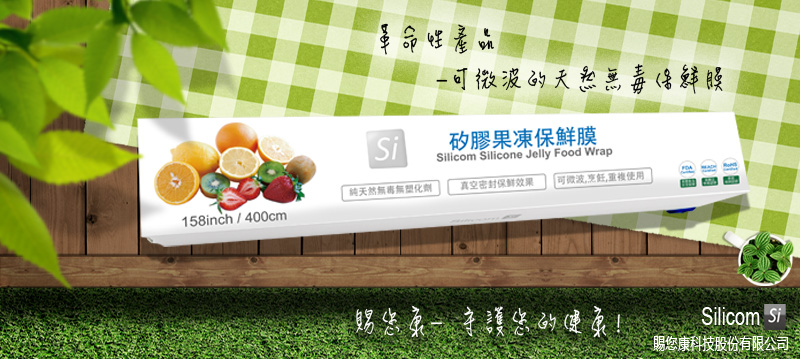 革命性產品
–可微波的天然無毒保鮮膜
Si
矽膠果凍保鮮膜
Silicom Silicone Jelly Food Wrap
純天然無毒無塑化劑
真空密封保鮮效果
可微波,烹飪,重複使用
FDA
REACH
RoHS
158inch / 400cm
賜您康– 守護您的健康!
Silicom Si
賜您康科技股份有限公司